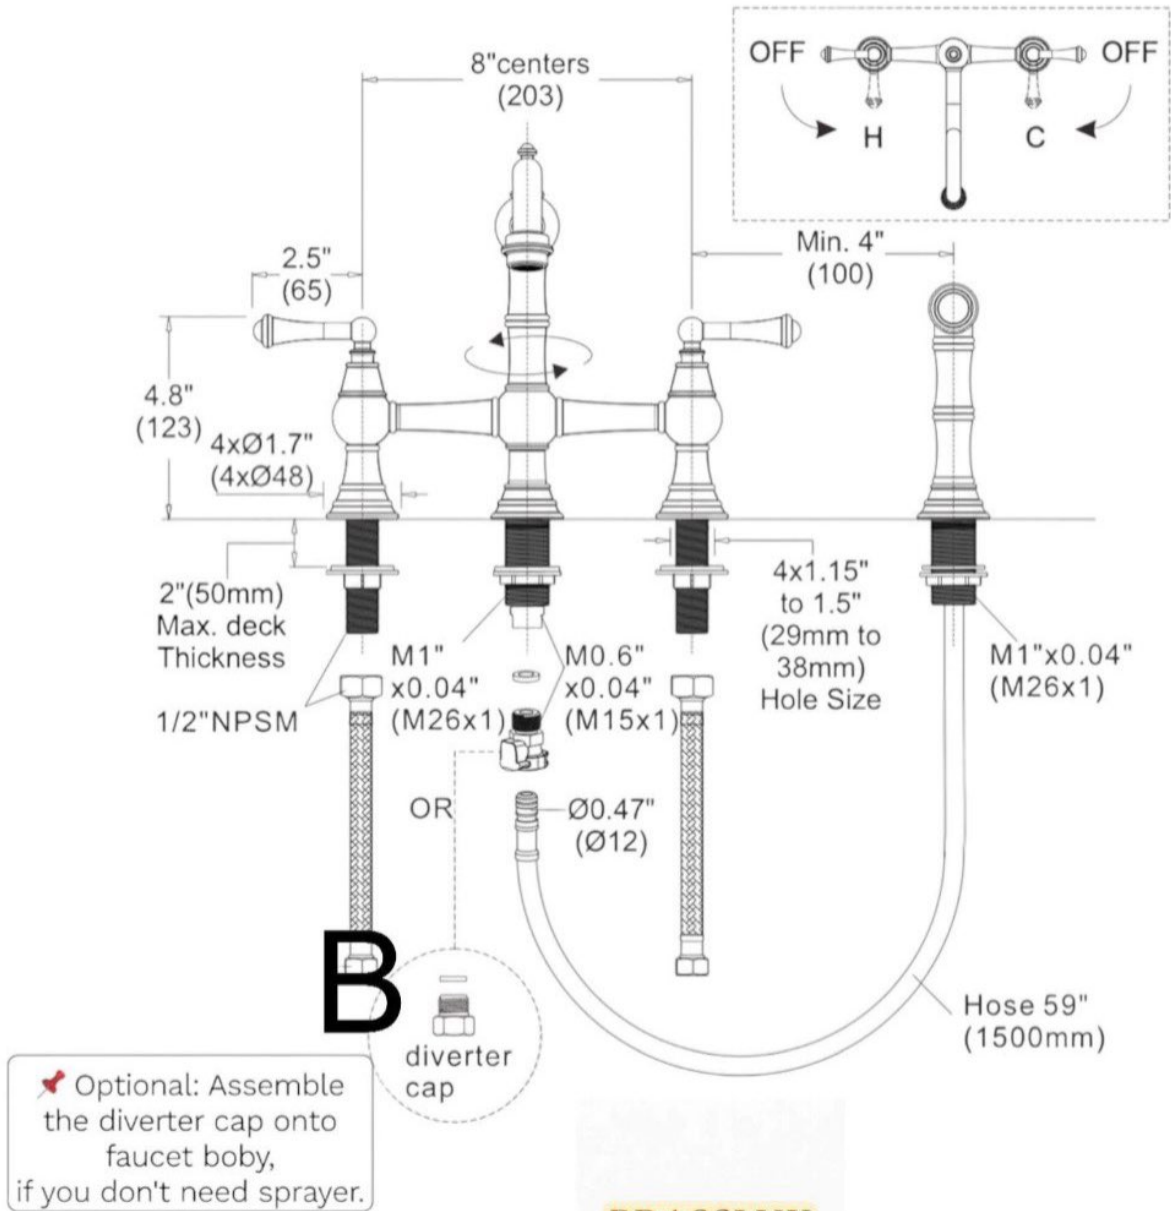 8"centers
(203)
OFF
OFF
H
C
2.5"
(65)
Min. 4"
(100)
4.8"
(123)
4xØ1.7"
(4xØ48)
2"(50mm)
Max. deck
Thickness
4x1.15"
to 1.5"
(29mm to
38mm)
Hole Size
M1"
x0.04"
(M26x1)
M0.6"
x0.04"
(M15x1)
M1"x0.04"
(M26x1)
1/2"NPSM
OR
Ø0.47"
(Ø12)
B
diverter
cap
Hose 59"
(1500mm)
📌 Optional: Assemble
the diverter cap onto
faucet boby,
if you don't need sprayer.